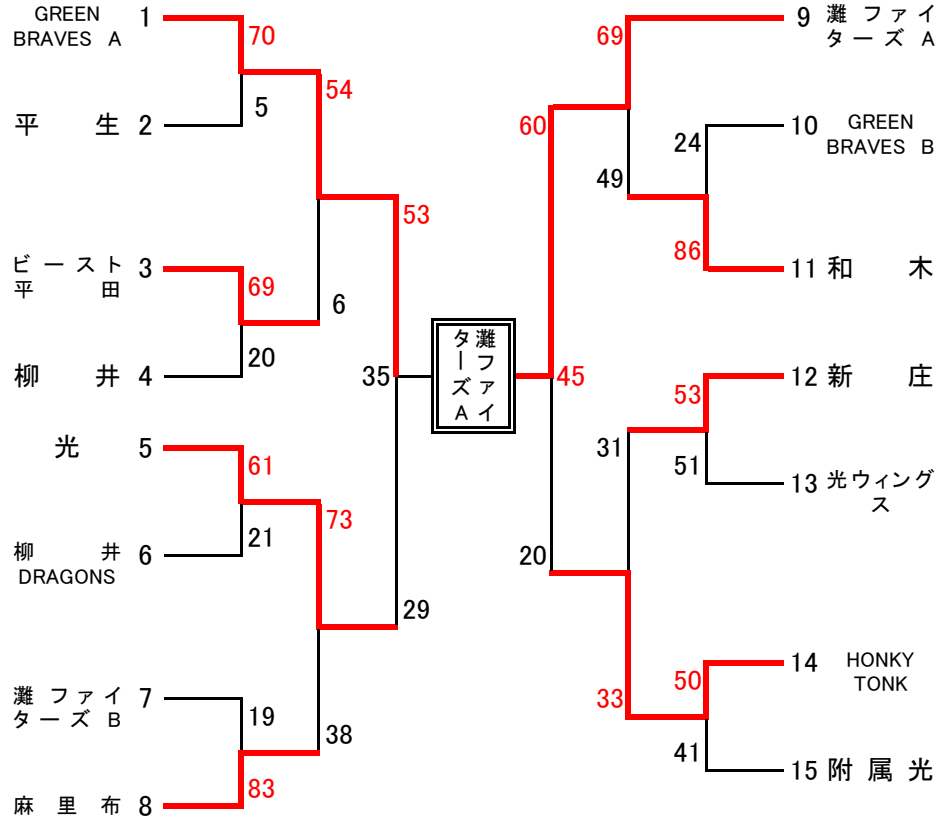 GREEN
BRAVES A
1
70
5
平 生 2
54
ビースト
平 田
3
69
20
柳 井 4
6
53
光 5
61
21
柳 井
DRAGONS
6
73
灘 ファイ
ターズ B
7
19
83
麻 里 布 8
38
29
35
灘ファイ
ターズA
45
60
20
69
49
9 灘 ファイ
ターズ A
24
86
10 GREEN
BRAVES B
11 和 木
31
33
53
51
12 新 庄
13 光ウィング
ス
50
41
14 HONKY
TONK
15 附 属 光